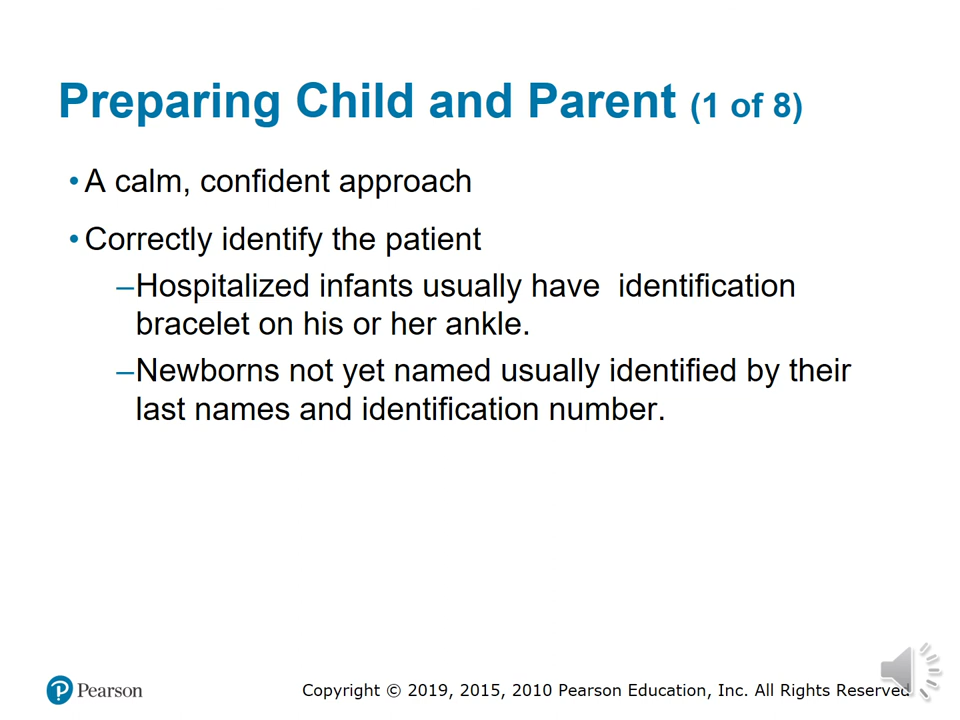 Preparing Child and Parent (1 of 8)
• A calm, confident approach
• Correctly identify the patient
–Hospitalized infants usually have  identification
bracelet on his or her ankle.
–Newborns not yet named usually identified by their
last names and identification number.
Pearson
Copyright © 2019, 2015, 2010 Pearson Education, Inc. All Rights Reserved